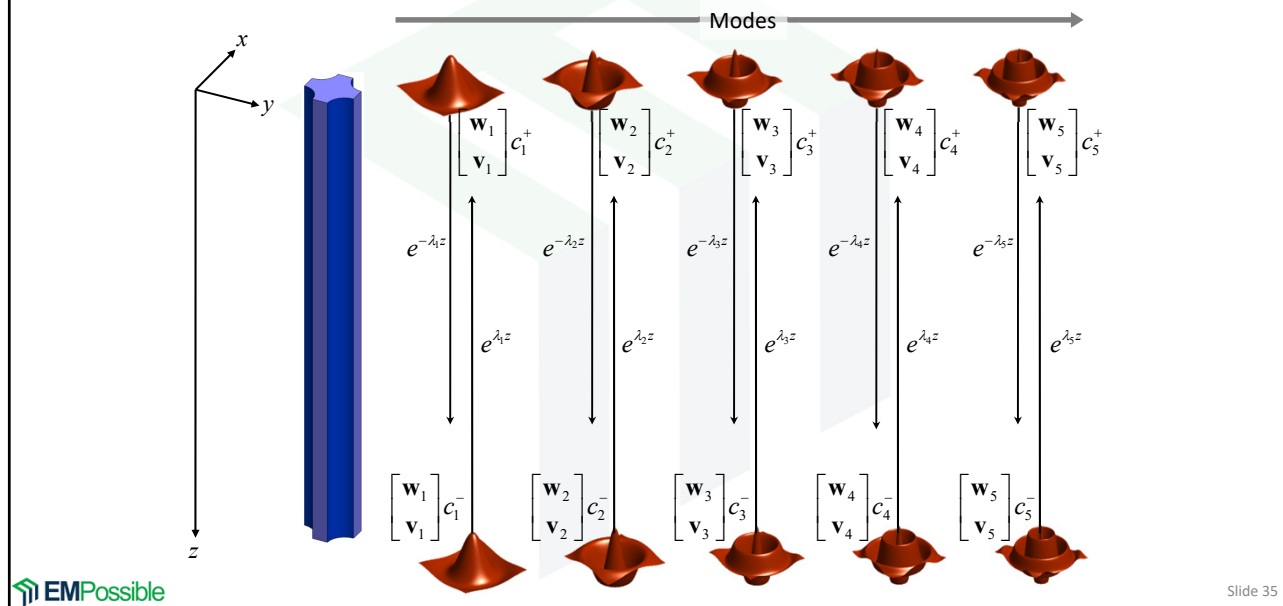 Modes
x
y
z
[w₁ v₁] c₁⁺
[w₂ v₂] c₂⁺
[w₃ v₃] c₃⁺
[w₄ v₄] c₄⁺
[w₅ v₅] c₅⁺
e^{-λ₁z}
e^{-λ₂z}
e^{-λ₃z}
e^{-λ₄z}
e^{-λ₅z}
e^{λ₁z}
e^{λ₂z}
e^{λ₃z}
e^{λ₄z}
e^{λ₅z}
[w₁ v₁] c₁⁻
[w₂ v₂] c₂⁻
[w₃ v₃] c₃⁻
[w₄ v₄] c₄⁻
[w₅ v₅] c₅⁻
EMPossible
Slide 35